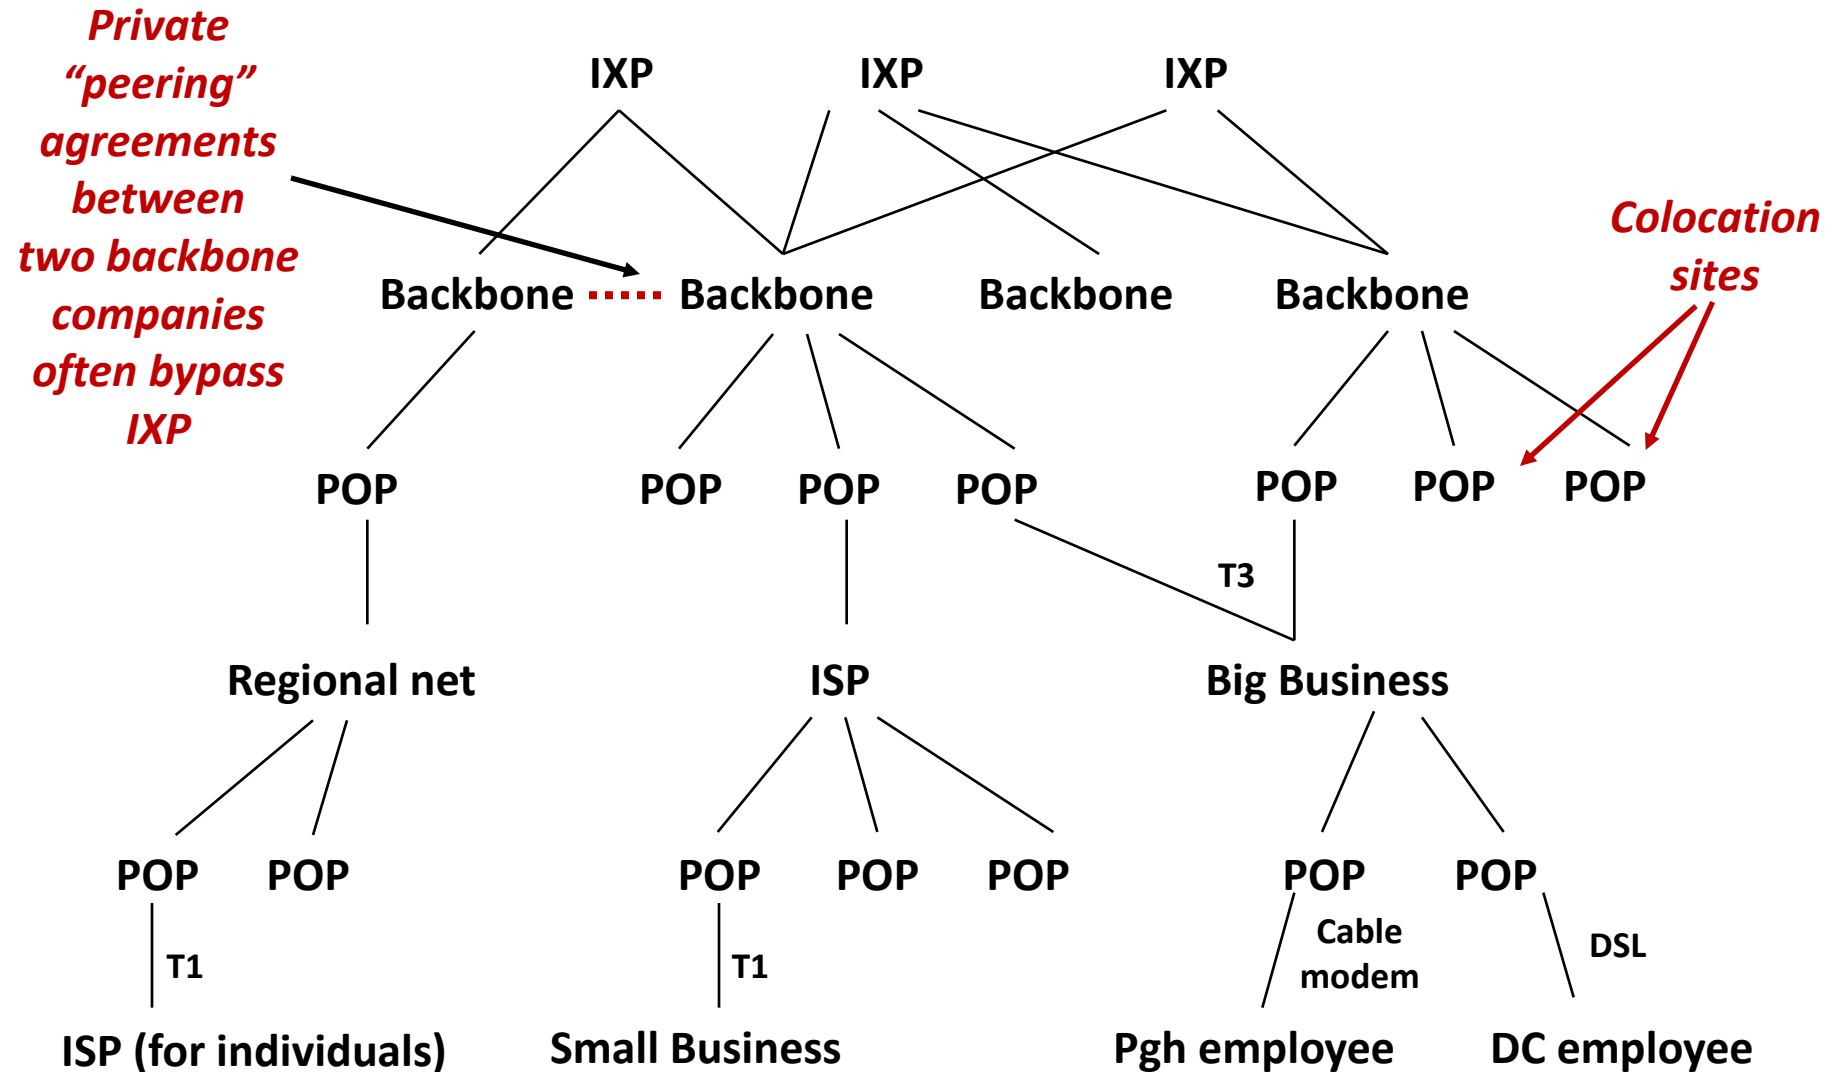 Private
“peering”
agreements
between
two backbone
companies
often bypass
IXP
IXP
IXP
IXP
Colocation
sites
Backbone
Backbone
Backbone
Backbone
POP
POP
POP
POP
POP
POP
POP
T3
Regional net
ISP
Big Business
POP
POP
POP
POP
POP
POP
POP
T1
T1
Cable
modem
DSL
ISP (for individuals)
Small Business
Pgh employee
DC employee